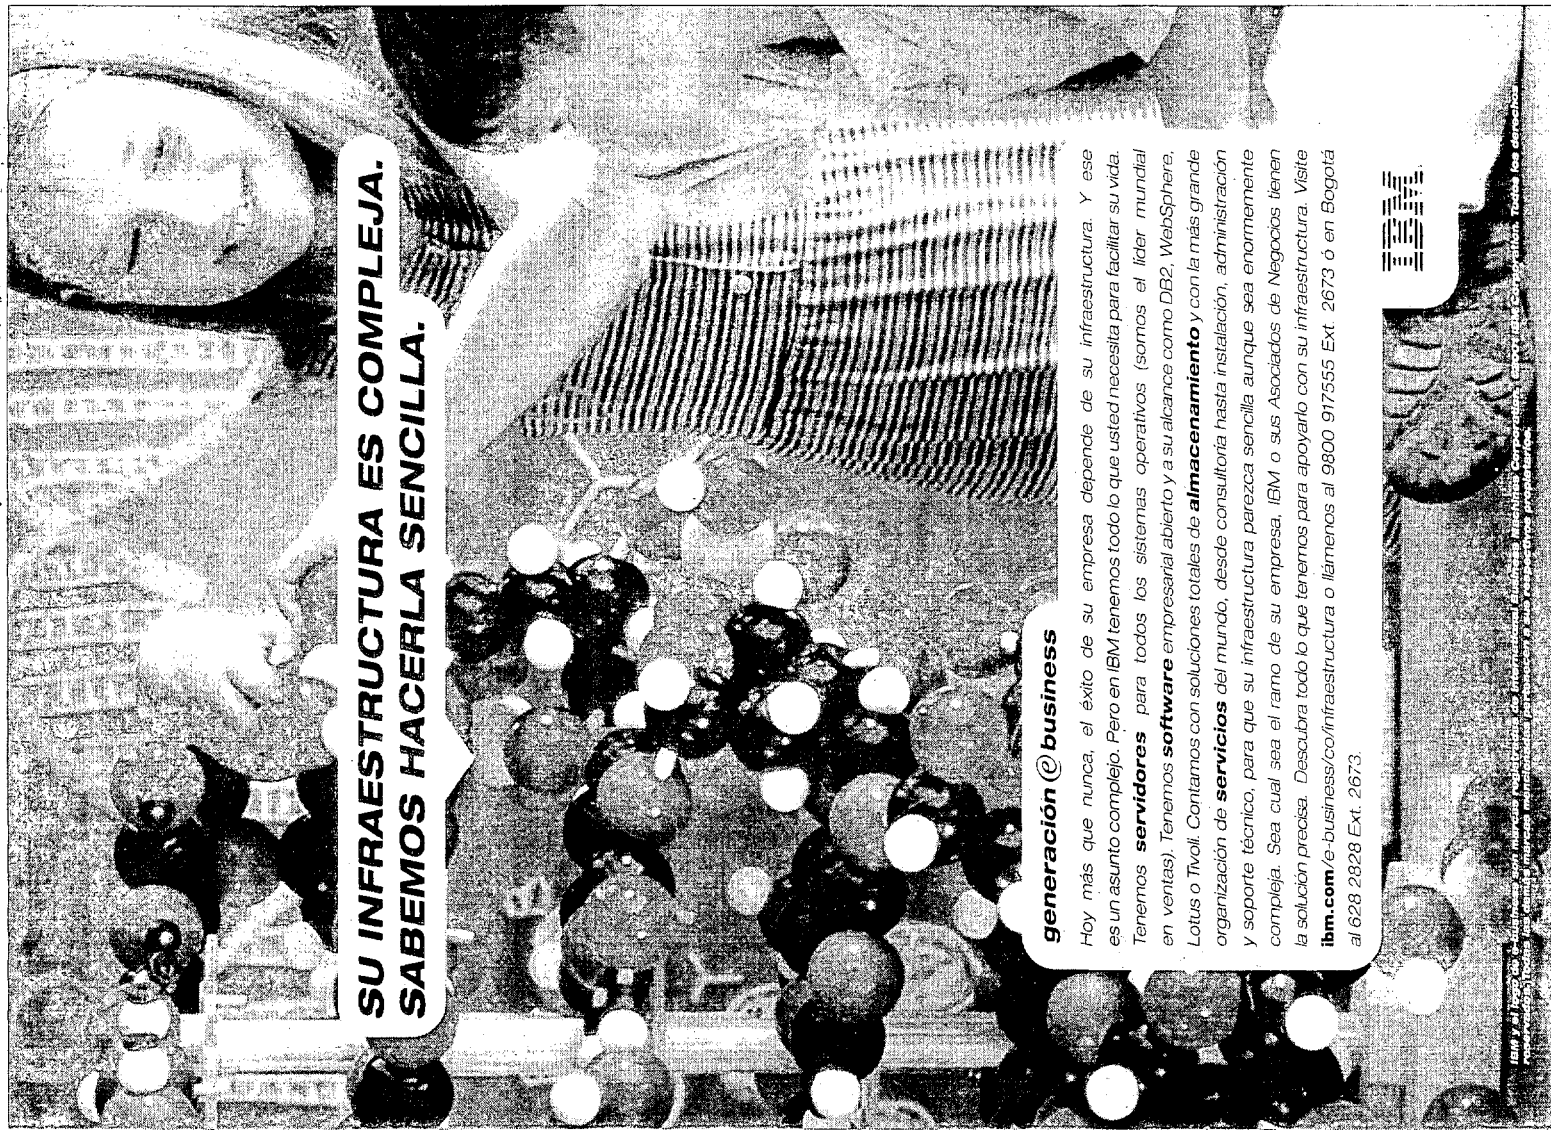 SU INFRAESTRUCTURA ES COMPLEJA.
SABEMOS HACERLA SENCILLA.
generación @ business
Hoy más que nunca, el éxito de su empresa depende de su infraestructura. Y ese
es un asunto complejo. Pero en IBM tenemos todo lo que usted necesita para facilitar su vida.
Tenemos servidores para todos los sistemas operativos (somos el líder mundial
en ventas). Tenemos software empresarial abierto y a su alcance como DB2, WebSphere,
Lotus o Tivoli. Contamos con soluciones totales de almacenamiento y con la más grande
organización de servicios del mundo, desde consultoría hasta instalación, administración
y soporte técnico, para que su infraestructura parezca sencilla aunque sea enormemente
compleja. Sea cual sea el ramo de su empresa, IBM o sus Asociados de Negocios tienen
la solución precisa. Descubra todo lo que tenemos para apoyarlo con su infraestructura. Visite
ibm.com/e-business/co/infraestructura o llámenos al 9800 917555 Ext. 2673 ó en Bogotá
al 628 2828 Ext. 2673.
IBM